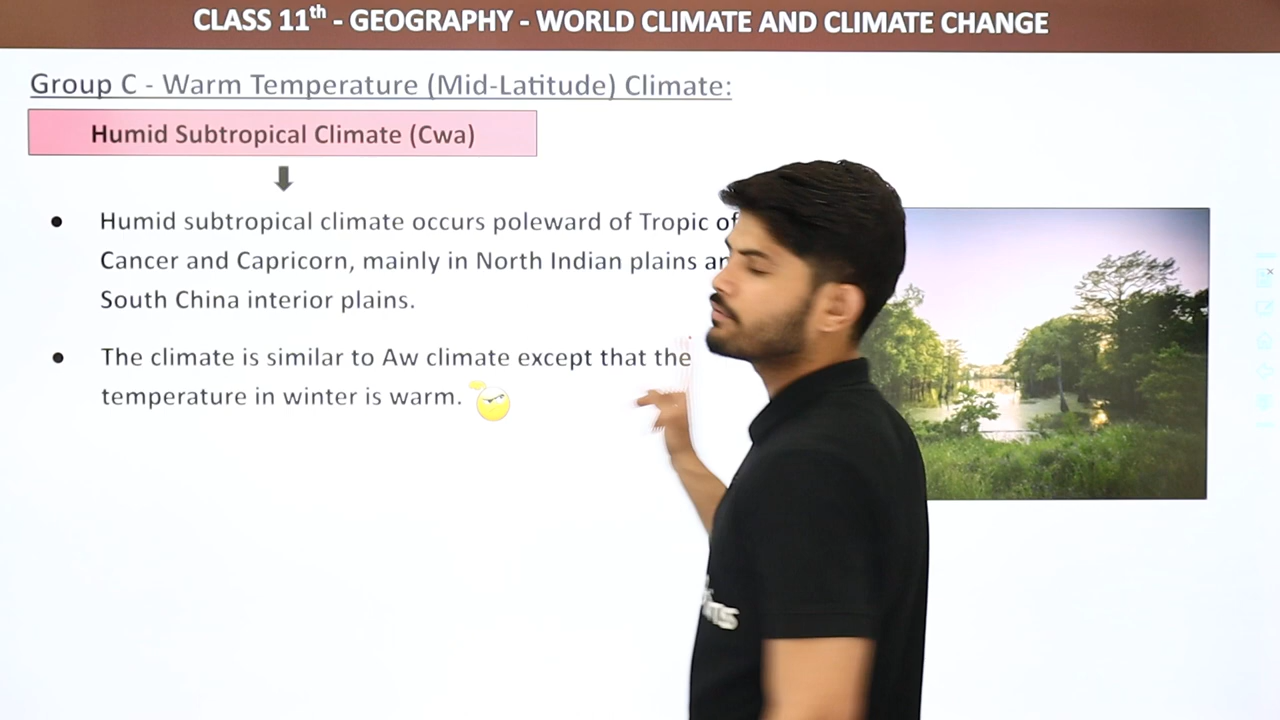 CLASS 11th - GEOGRAPHY - WORLD CLIMATE AND CLIMATE CHANGE
Group C - Warm Temperature (Mid-Latitude) Climate:
Humid Subtropical Climate (Cwa)
Humid subtropical climate occurs poleward of Tropic of
Cancer and Capricorn, mainly in North Indian plains
South China interior plains.
The climate is similar to Aw climate except that the
temperature in winter is warm.